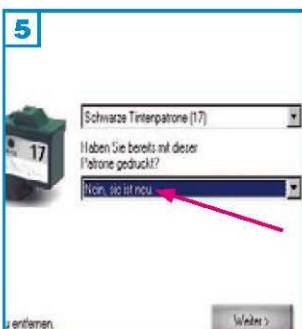 5
Schwarze Tintenpatrone (17)
17
Haben Sie bereits mit dieser
Patrone gedruckt?
Nein, sie ist neu.
u entfernen.
Weiter >